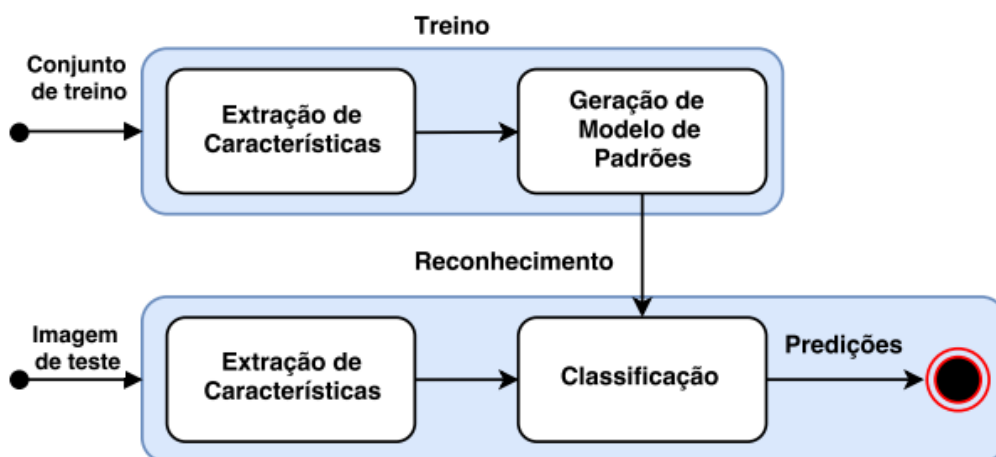 Treino
Conjunto
de treino
Extração de
Características
Geração de
Modelo de
Padrões
Reconhecimento
Imagem
de teste
Extração de
Características
Classificação
Predições